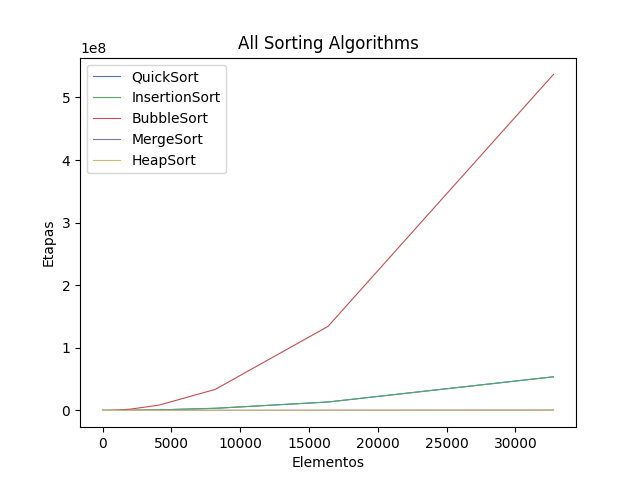 All Sorting Algorithms
1e8
QuickSort
InsertionSort
BubbleSort
MergeSort
HeapSort
5
4
3
2
1
0
Etapas
0 5000 10000 15000 20000 25000 30000
Elementos